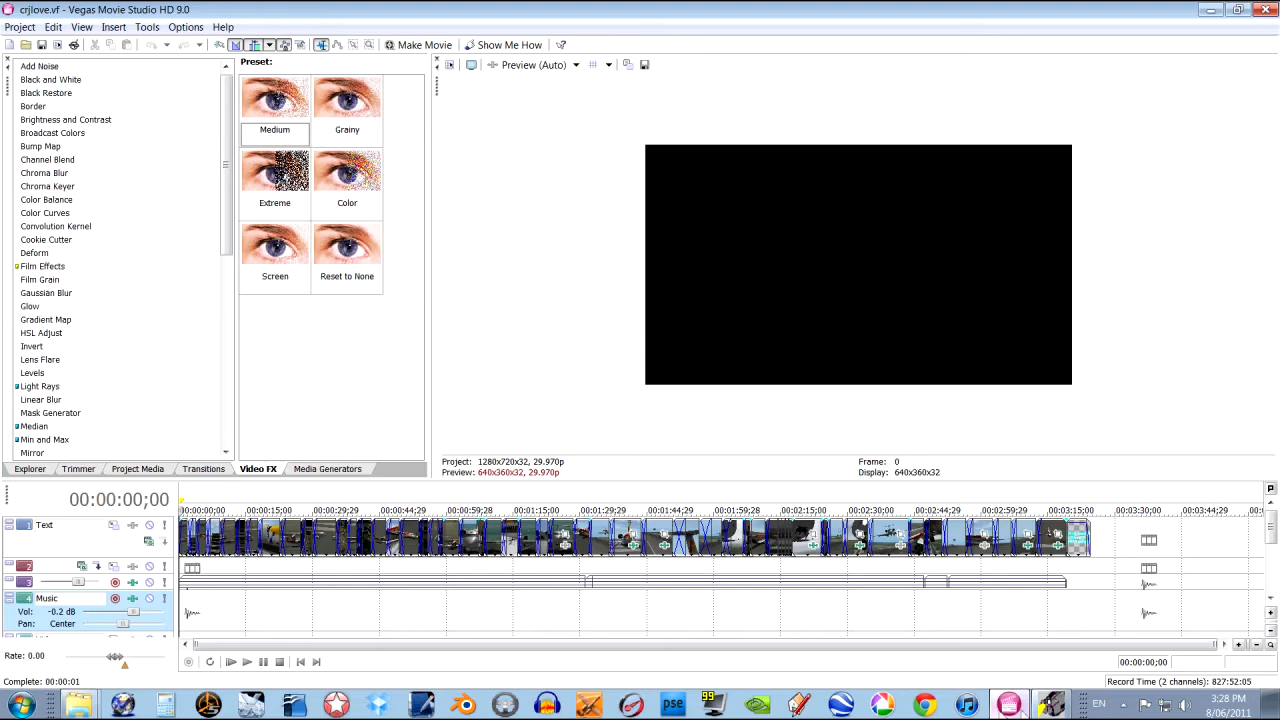 crjlove.vf - Vegas Movie Studio HD 9.0
Project Edit View Insert Tools Options Help
Make Movie Show Me How
Add Noise
Black and White
Black Restore
Border
Brightness and Contrast
Broadcast Colors
Bump Map
Channel Blend
Chroma Blur
Chroma Keyer
Color Balance
Color Curves
Convolution Kernel
Cookie Cutter
Deform
Film Effects
Film Grain
Gaussian Blur
Glow
Gradient Map
HSL Adjust
Invert
Lens Flare
Levels
Light Rays
Linear Blur
Mask Generator
Median
Min and Max
Mirror
Preset:
Medium Grainy
Extreme Color
Screen Reset to None
Preview (Auto)
Explorer Trimmer Project Media Transitions Video FX Media Generators
Project: 1280x720x32, 29.970p Frame: 0
Preview: 640x360x32, 29.970p Display: 640x360x32
00:00:00;00
00:00:00;00 00:00:15;00 00:00:29;29 00:00:44;29 00:00:59;28 00:01:15;00 00:01:29;29 00:01:44;29 00:01:59;28 00:02:15;00 00:02:30;00 00:02:44;29 00:02:59;29 00:03:15;00 00:03:30;00 00:03:44;29
1 Text
2
3
4 Music
Vol: -0.2 dB
Pan: Center
Rate: 0.00
00:00:00;00
Complete: 00:00:01
Record Time (2 channels): 827:52:05
pse
99
EN
3:28 PM
8/06/2011